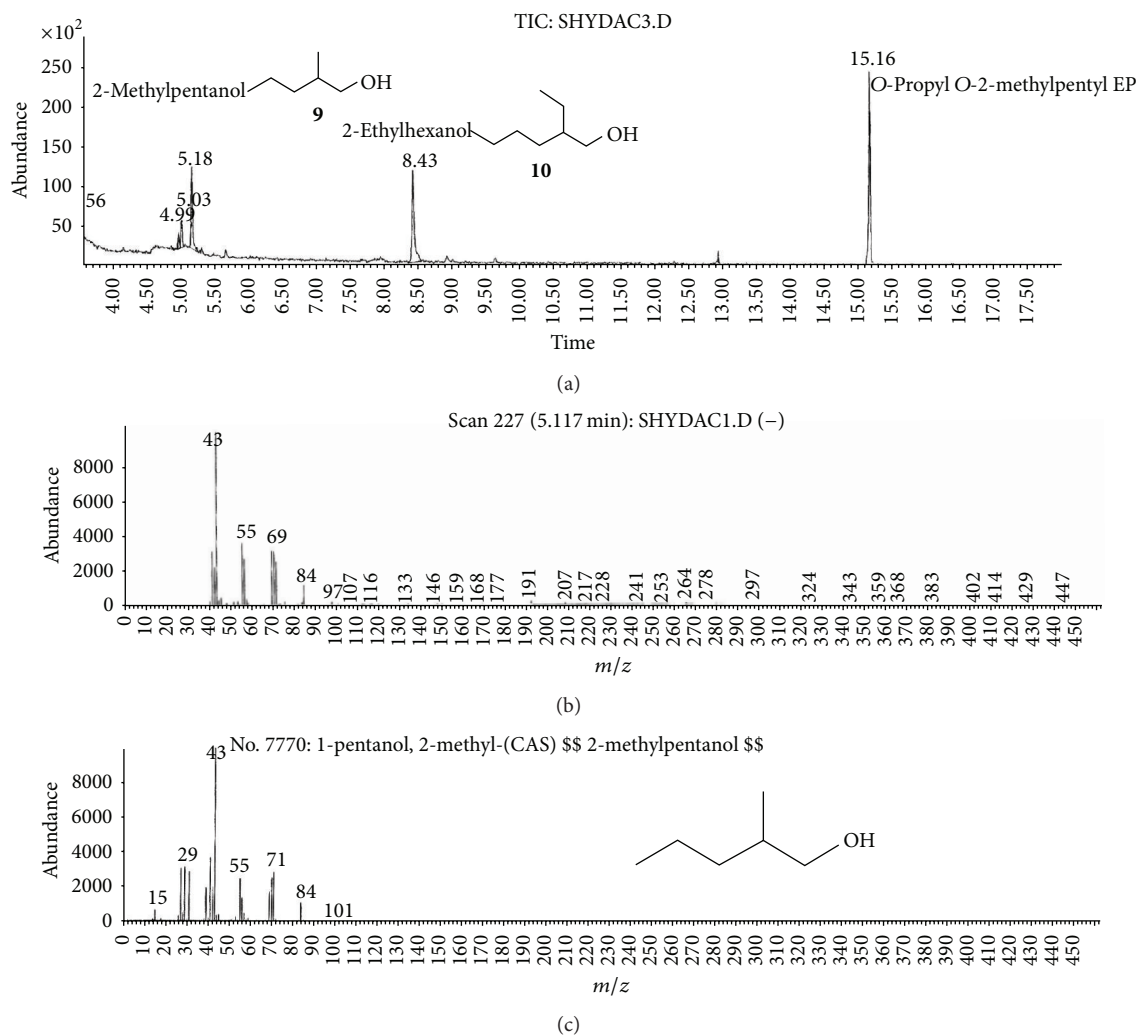 TIC: SHYDAC3.D
×10²
Abundance
250
200
150
100
50
56
4.99
5.03
5.18
2-Methylpentanol
OH
9
2-Ethylhexanol
OH
10
8.43
15.16
O-Propyl O-2-methylpentyl EP
4.00 4.50 5.00 5.50 6.00 6.50 7.00 7.50 8.00 8.50 9.00 9.50 10.00 10.50 11.00 11.50 12.00 12.50 13.00 13.50 14.00 14.50 15.00 15.50 16.00 16.50 17.00 17.50
Time
(a)
Scan 227 (5.117 min): SHYDAC1.D (−)
Abundance
8000
6000
4000
2000
0
43 55 69 84 97 107 116 133 146 159 168 177 191 207 217 228 241 253 264 278 297 324 343 359 368 383 402 414 429 447
0 10 20 30 40 50 60 70 80 90 100 110 120 130 140 150 160 170 180 190 200 210 220 230 240 250 260 270 280 290 300 310 320 330 340 350 360 370 380 390 400 410 420 430 440 450
m/z
(b)
No. 7770: 1-pentanol, 2-methyl-(CAS) $$ 2-methylpentanol $$
Abundance
8000
6000
4000
2000
0
15 29 43 55 71 84 101
OH
0 10 20 30 40 50 60 70 80 90 100 110 120 130 140 150 160 170 180 190 200 210 220 230 240 250 260 270 280 290 300 310 320 330 340 350 360 370 380 390 400 410 420 430 440 450
m/z
(c)